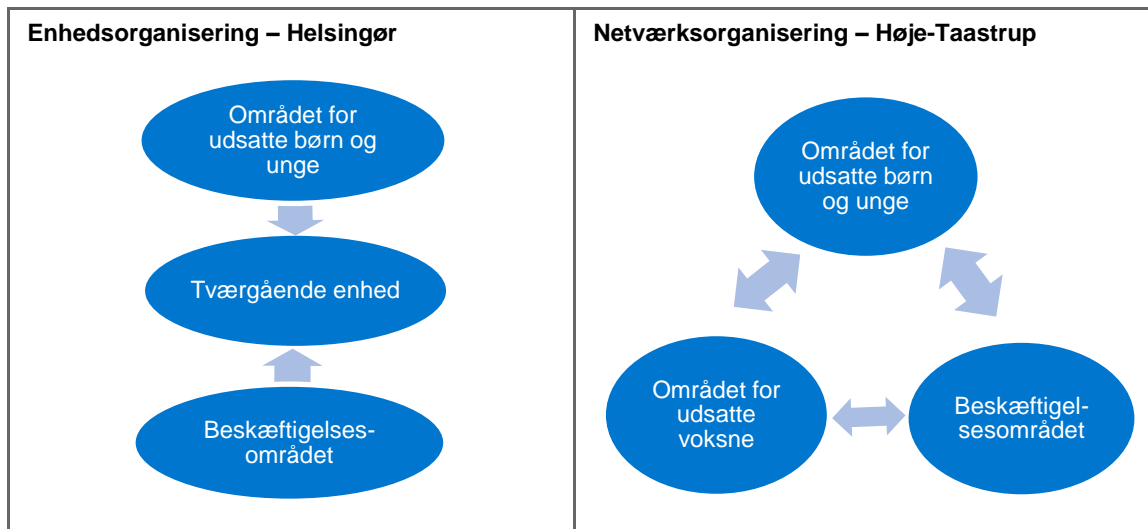 Enhedsorganisering – Helsingør
Området for
udsatte børn og
unge
Tværgående enhed
Beskæftigelses-
området
Netværksorganisering – Høje-Taastrup
Området for
udsatte børn
og unge
Området for
udsatte
voksne
Beskæftigel-
sesområdet